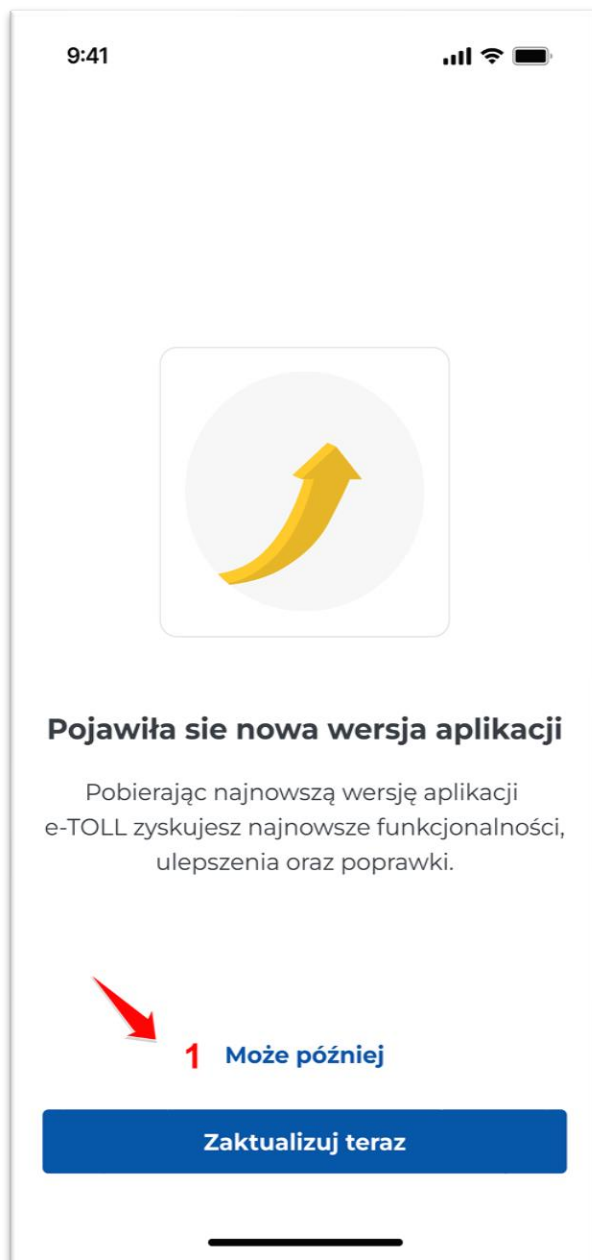 9:41
Pojawiła sie nowa wersja aplikacji
Pobierając najnowszą wersję aplikacji
e-TOLL zyskujesz najnowsze funkcjonalności,
ulepszenia oraz poprawki.
1 Może później
Zaktualizuj teraz